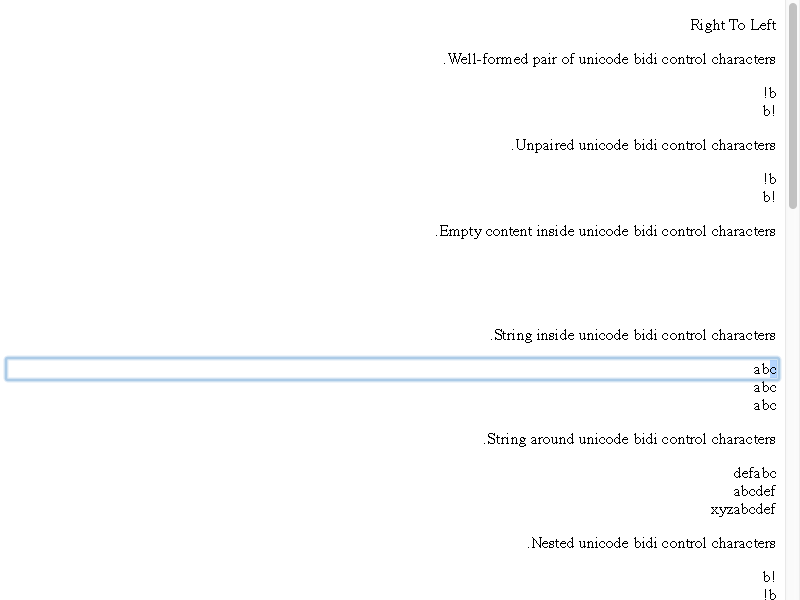 Right To Left
.Well-formed pair of unicode bidi control characters
!b
b!
.Unpaired unicode bidi control characters
!b
b!
.Empty content inside unicode bidi control characters
.String inside unicode bidi control characters
abc
abc
abc
.String around unicode bidi control characters
defabc
abcdef
xyzabcdef
.Nested unicode bidi control characters
b!
!b